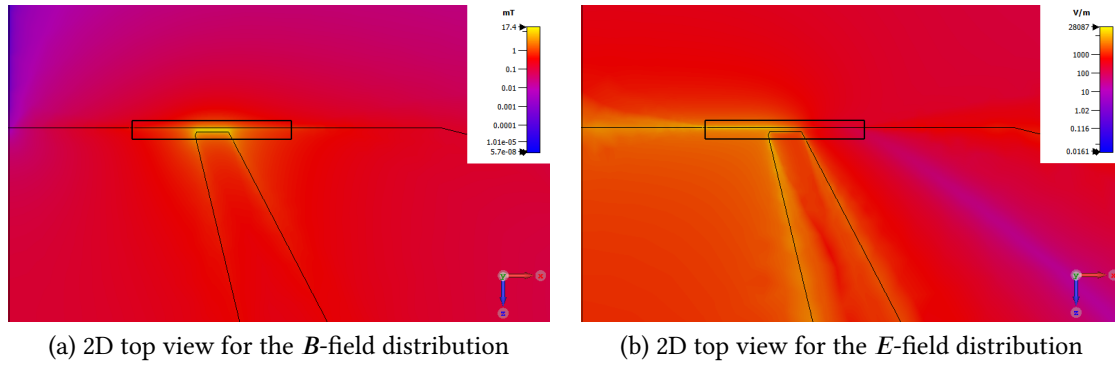 mT
17.4
1
0.1
0.01
0.001
0.0001
1.01e-05
5.7e-08
V/m
28087
1000
100
10
1.02
0.116
0.0161
(a) 2D top view for the B-field distribution
(b) 2D top view for the E-field distribution